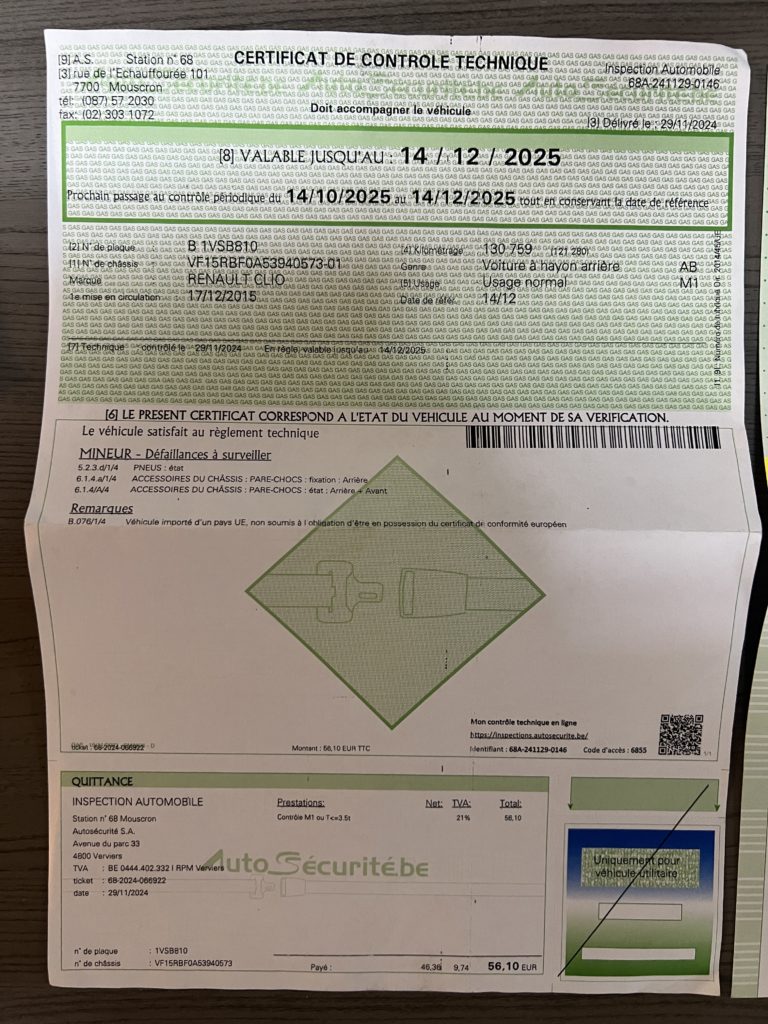 [9] A.S. Station n° 68
[3] rue de l'Echauffourée 101
7700 Mouscron
tél: (087) 57 2030
fax: (02) 303 1072
CERTIFICAT DE CONTROLE TECHNIQUE
Doit accompagner le véhicule
Inspection Automobile
68A-241129-0146
[3] Délivré le : 29/11/2024
[8] VALABLE JUSQU'AU : 14 / 12 / 2025
Prochain passage au contrôle périodique du 14/10/2025 au 14/12/2025 tout en conservant la date de référence
[2] N° de plaque B 1VSB810
[1] N° de châssis VF15RBF0A53940573-01
Marque RENAULT CLIO
1e mise en circulation 17/12/2015
[4] Kilométrage 130 759 (121 280)
Genre Voiture à hayon arrière AB
[5] Usage Usage normal M1
Date de référ. 14/12
[7] Technique contrôlé le 29/11/2024 En règle, valable jusqu'au 14/12/2025
[6] LE PRESENT CERTIFICAT CORRESPOND A L'ETAT DU VEHICULE AU MOMENT DE SA VERIFICATION.
Le véhicule satisfait au règlement technique
MINEUR - Défaillances à surveiller
5.2.3.d/1/4 PNEUS : état
6.1.4.a/1/4 ACCESSOIRES DU CHÂSSIS : PARE-CHOCS : fixation : Arrière
6.1.4/A/4 ACCESSOIRES DU CHÂSSIS : PARE-CHOCS : état : Arrière + Avant
Remarques
B.076/1/4 Véhicule importé d'un pays UE, non soumis à l'obligation d'être en possession du certificat de conformité européen
Mon contrôle technique en ligne
https://inspections.autosecurite.be/
Identifiant : 68A-241129-0146 Code d'accès : 6855
1/1
ticket 68-2024-066922
Montant : 56,10 EUR TTC
QUITTANCE
INSPECTION AUTOMOBILE
Station n° 68 Mouscron
Autosécurité S.A.
Avenue du parc 33
4800 Verviers
TVA : BE 0444.402.332 | RPM Verviers
ticket : 68-2024-066922
date : 29/11/2024
Prestations: Net: TVA: Total:
Contrôle M1 ou T<=3.5t 21% 56,10
AutoSécurité.be
n° de plaque : 1VSB810
n° de châssis : VF15RBF0A53940573
Payé : 46,36 9,74 56,10 EUR
Uniquement pour
véhicule utilitaire